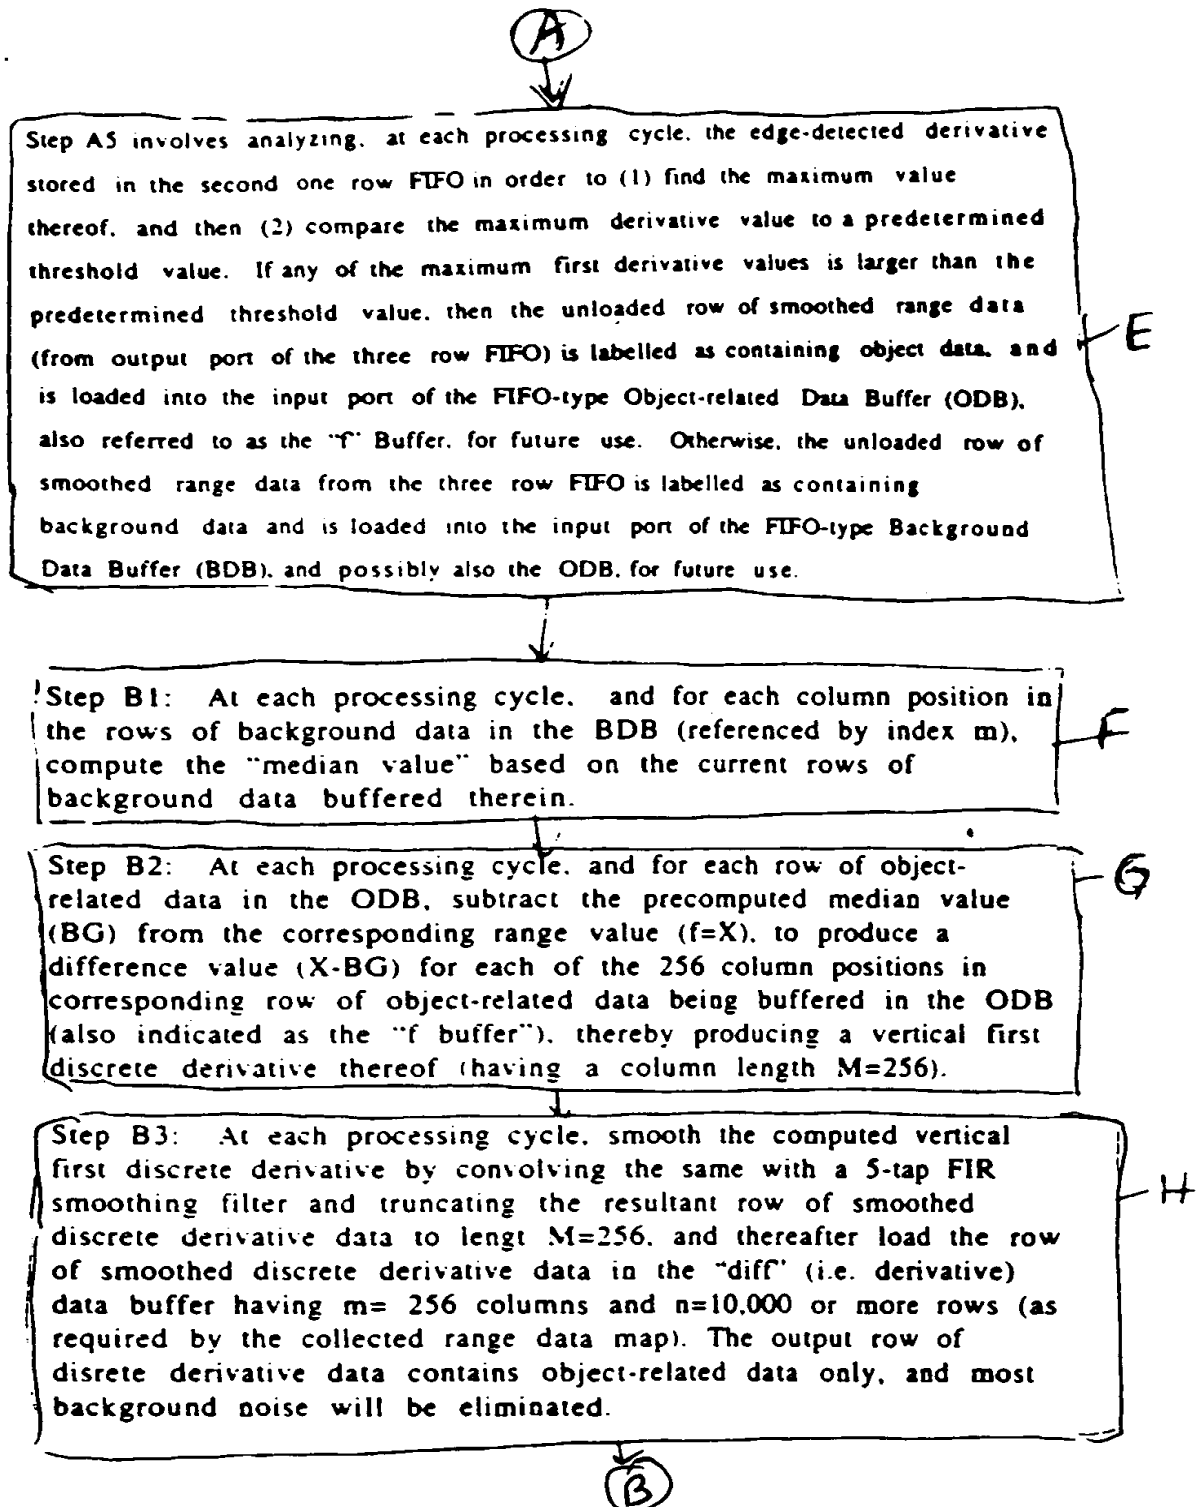 A
Step A5 involves analyzing, at each processing cycle, the edge-detected derivative
stored in the second one row FIFO in order to (1) find the maximum value
thereof, and then (2) compare the maximum derivative value to a predetermined
threshold value. If any of the maximum first derivative values is larger than the
predetermined threshold value, then the unloaded row of smoothed range data
(from output port of the three row FIFO) is labelled as containing object data, and
E
is loaded into the input port of the FIFO-type Object-related Data Buffer (ODB),
also referred to as the "f" Buffer, for future use. Otherwise, the unloaded row of
smoothed range data from the three row FIFO is labelled as containing
background data and is loaded into the input port of the FIFO-type Background
Data Buffer (BDB), and possibly also the ODB, for future use.
Step B1: At each processing cycle, and for each column position in
the rows of background data in the BDB (referenced by index m),
F
compute the "median value" based on the current rows of
background data buffered therein.
Step B2: At each processing cycle, and for each row of object-
G
related data in the ODB, subtract the precomputed median value
(BG) from the corresponding range value (f=X), to produce a
difference value (X-BG) for each of the 256 column positions in
corresponding row of object-related data being buffered in the ODB
(also indicated as the "f buffer"), thereby producing a vertical first
discrete derivative thereof (having a column length M=256).
Step B3: At each processing cycle, smooth the computed vertical
first discrete derivative by convolving the same with a 5-tap FIR
H
smoothing filter and truncating the resultant row of smoothed
discrete derivative data to lengt M=256, and thereafter load the row
of smoothed discrete derivative data in the "diff" (i.e. derivative)
data buffer having m= 256 columns and n=10,000 or more rows (as
required by the collected range data map). The output row of
disrete derivative data contains object-related data only, and most
background noise will be eliminated.
B